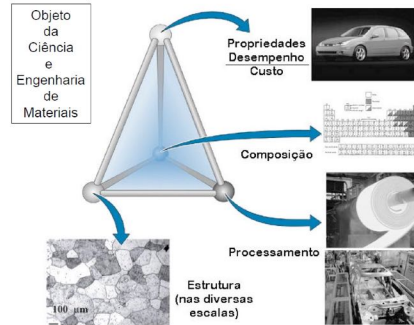 Objeto
da
Ciência
e
Engenharia
de
Materiais
Propriedades
Desempenho
Custo
Composição
Processamento
Estrutura
(nas diversas
escalas)
100 µm